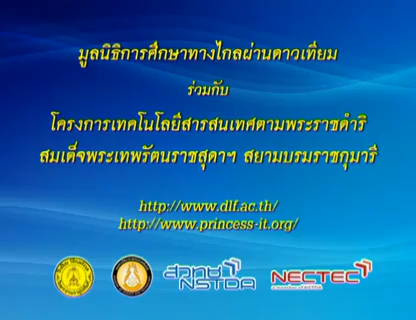 มูลนิธิการศึกษาทางไกลผ่านดาวเทียม
ร่วมกับ
โครงการเทคโนโลยีสารสนเทศตามพระราชดำริ
สมเด็จพระเทพรัตนราชสุดาฯ สยามบรมราชกุมารี
http://www.dlf.ac.th/
http://www.princess-it.org/
สวทช
NSTDA
NECTEC